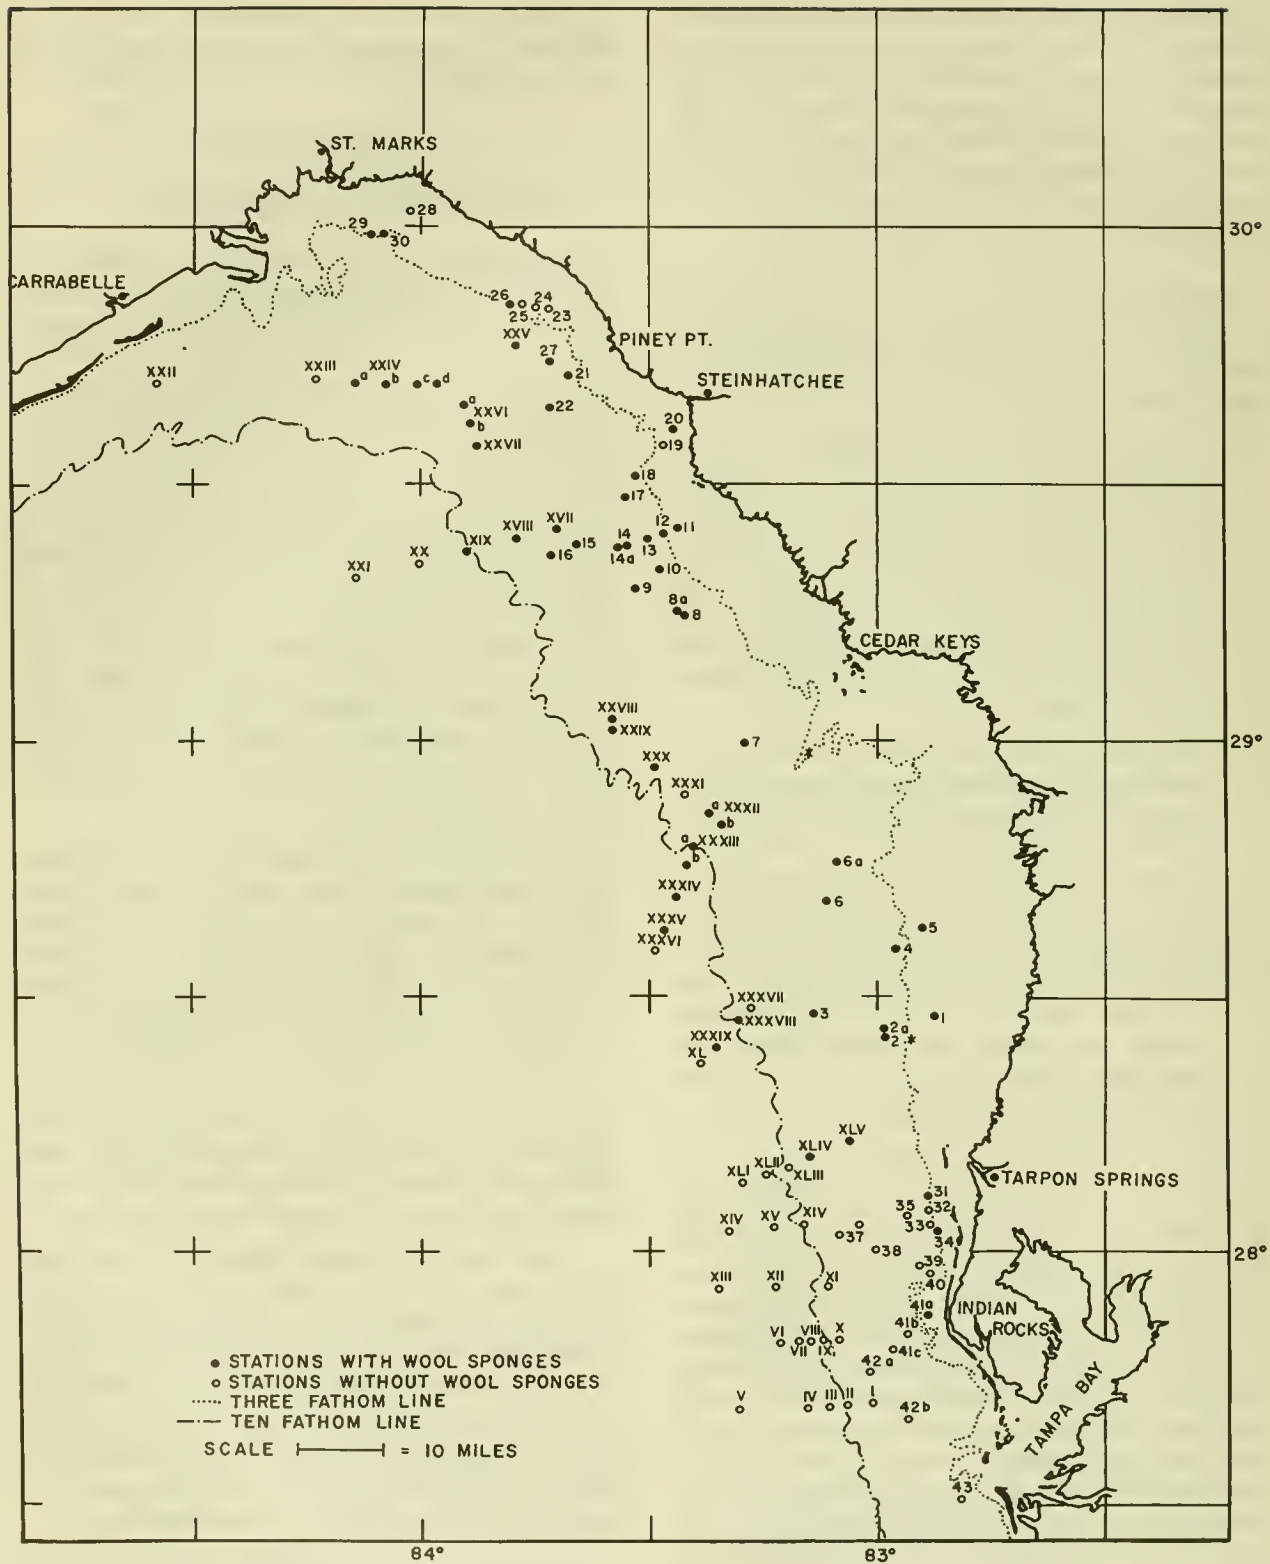 ST. MARKS
28
29
30
30°
CARRABELLE
26
24
25
23
XXV
PINEY PT.
27
XXII
XXIII
XXIV
a
b
c
d
21
STEINHATCHEE
a
XXVI
b
22
20
XXVII
19
18
17
XVII
XVIII
12
11
14
XIX
15
13
XX
16
14a
XXI
10
9
8a
8
CEDAR KEYS
XXVIII
XXIX
7
29°
XXX
XXXI
a XXXII
b
a
XXXIII
b
6a
XXXIV
6
XXXV
5
XXXVI
4
XXXVII
3
1
XXXVIII
2a
XXXIX
2
XL
XLV
XLIV
XLII
XLI
XLIII
TARPON SPRINGS
31
35
32
XIV
XV
XIV
33
37
34
38
28°
39
XIII
XII
XI
40
41a
INDIAN
ROCKS
41b
VI
VIII
X
VII
IX
41c
42a
STATIONS WITH WOOL SPONGES
STATIONS WITHOUT WOOL SPONGES
THREE FATHOM LINE
TEN FATHOM LINE
SCALE = 10 MILES
V
IV
III
II
I
42b
TAMPA BAY
43
84°
83°